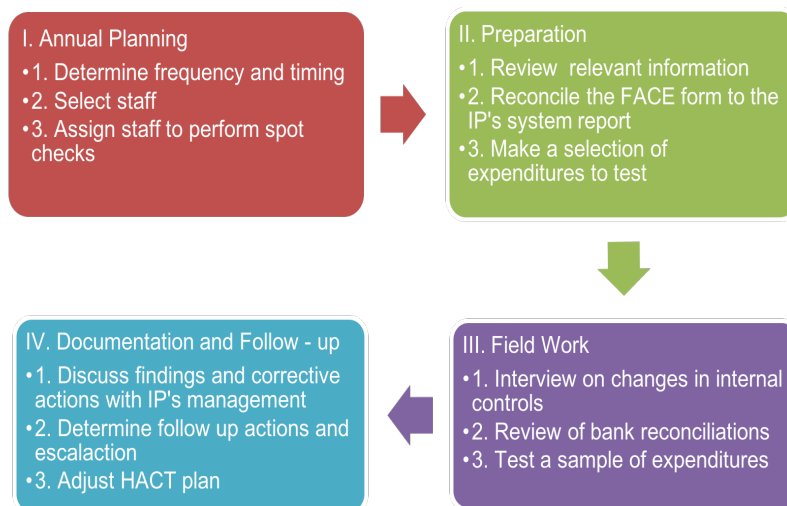 I. Annual Planning
•1. Determine frequency and timing
•2. Select staff
•3. Assign staff to perform spot
checks
II. Preparation
•1. Review relevant information
•2. Reconcile the FACE form to the
IP's system report
•3. Make a selection of
expenditures to test
III. Field Work
•1. Interview on changes in internal
controls
•2. Review of bank reconciliations
•3. Test a sample of expenditures
IV. Documentation and Follow - up
•1. Discuss findings and corrective
actions with IP's management
•2. Determine follow up actions and
escalaction
•3. Adjust HACT plan